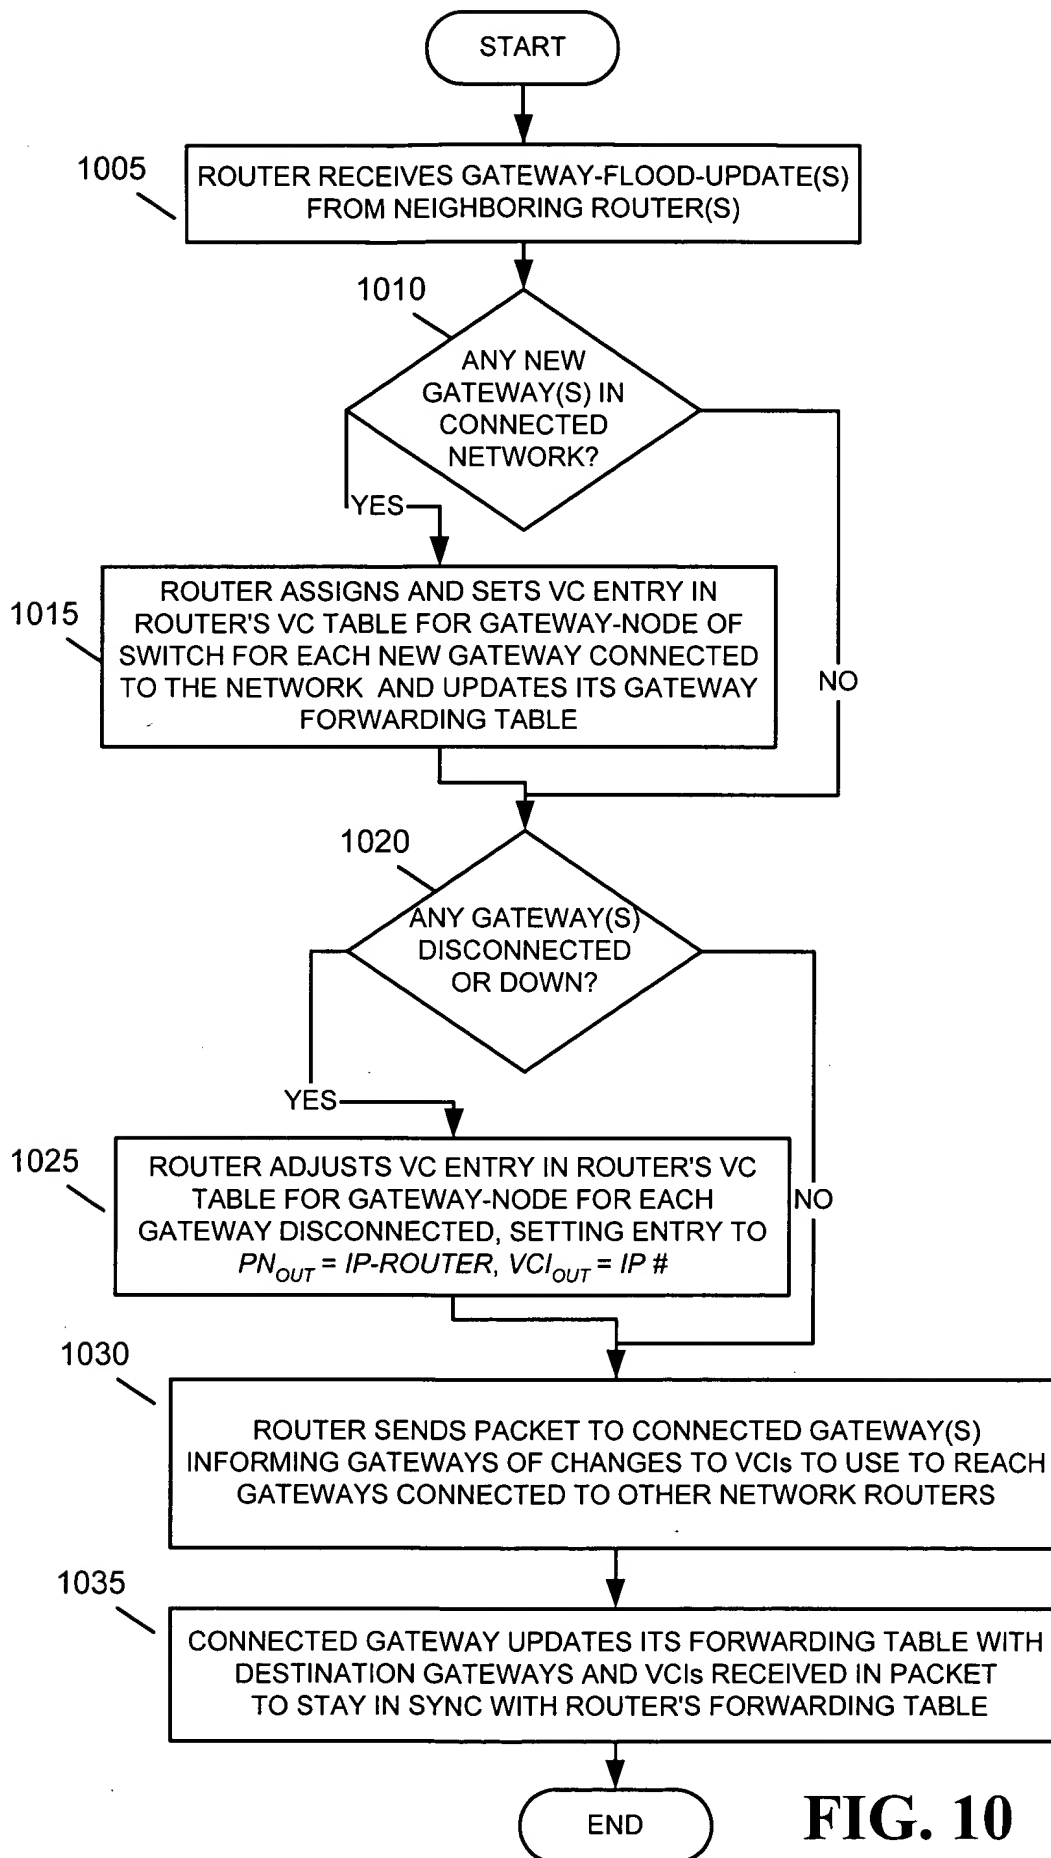 START
1005
ROUTER RECEIVES GATEWAY-FLOOD-UPDATE(S)
FROM NEIGHBORING ROUTER(S)
1010
ANY NEW
GATEWAY(S) IN
CONNECTED
NETWORK?
YES
1015
ROUTER ASSIGNS AND SETS VC ENTRY IN
ROUTER'S VC TABLE FOR GATEWAY-NODE OF
SWITCH FOR EACH NEW GATEWAY CONNECTED
TO THE NETWORK AND UPDATES ITS GATEWAY
FORWARDING TABLE
NO
1020
ANY GATEWAY(S)
DISCONNECTED
OR DOWN?
YES
1025
ROUTER ADJUSTS VC ENTRY IN ROUTER'S VC
TABLE FOR GATEWAY-NODE FOR EACH
GATEWAY DISCONNECTED, SETTING ENTRY TO
PN_OUT = IP-ROUTER, VCI_OUT = IP #
NO
1030
ROUTER SENDS PACKET TO CONNECTED GATEWAY(S)
INFORMING GATEWAYS OF CHANGES TO VCIs TO USE TO REACH
GATEWAYS CONNECTED TO OTHER NETWORK ROUTERS
1035
CONNECTED GATEWAY UPDATES ITS FORWARDING TABLE WITH
DESTINATION GATEWAYS AND VCIs RECEIVED IN PACKET
TO STAY IN SYNC WITH ROUTER'S FORWARDING TABLE
END
FIG. 10